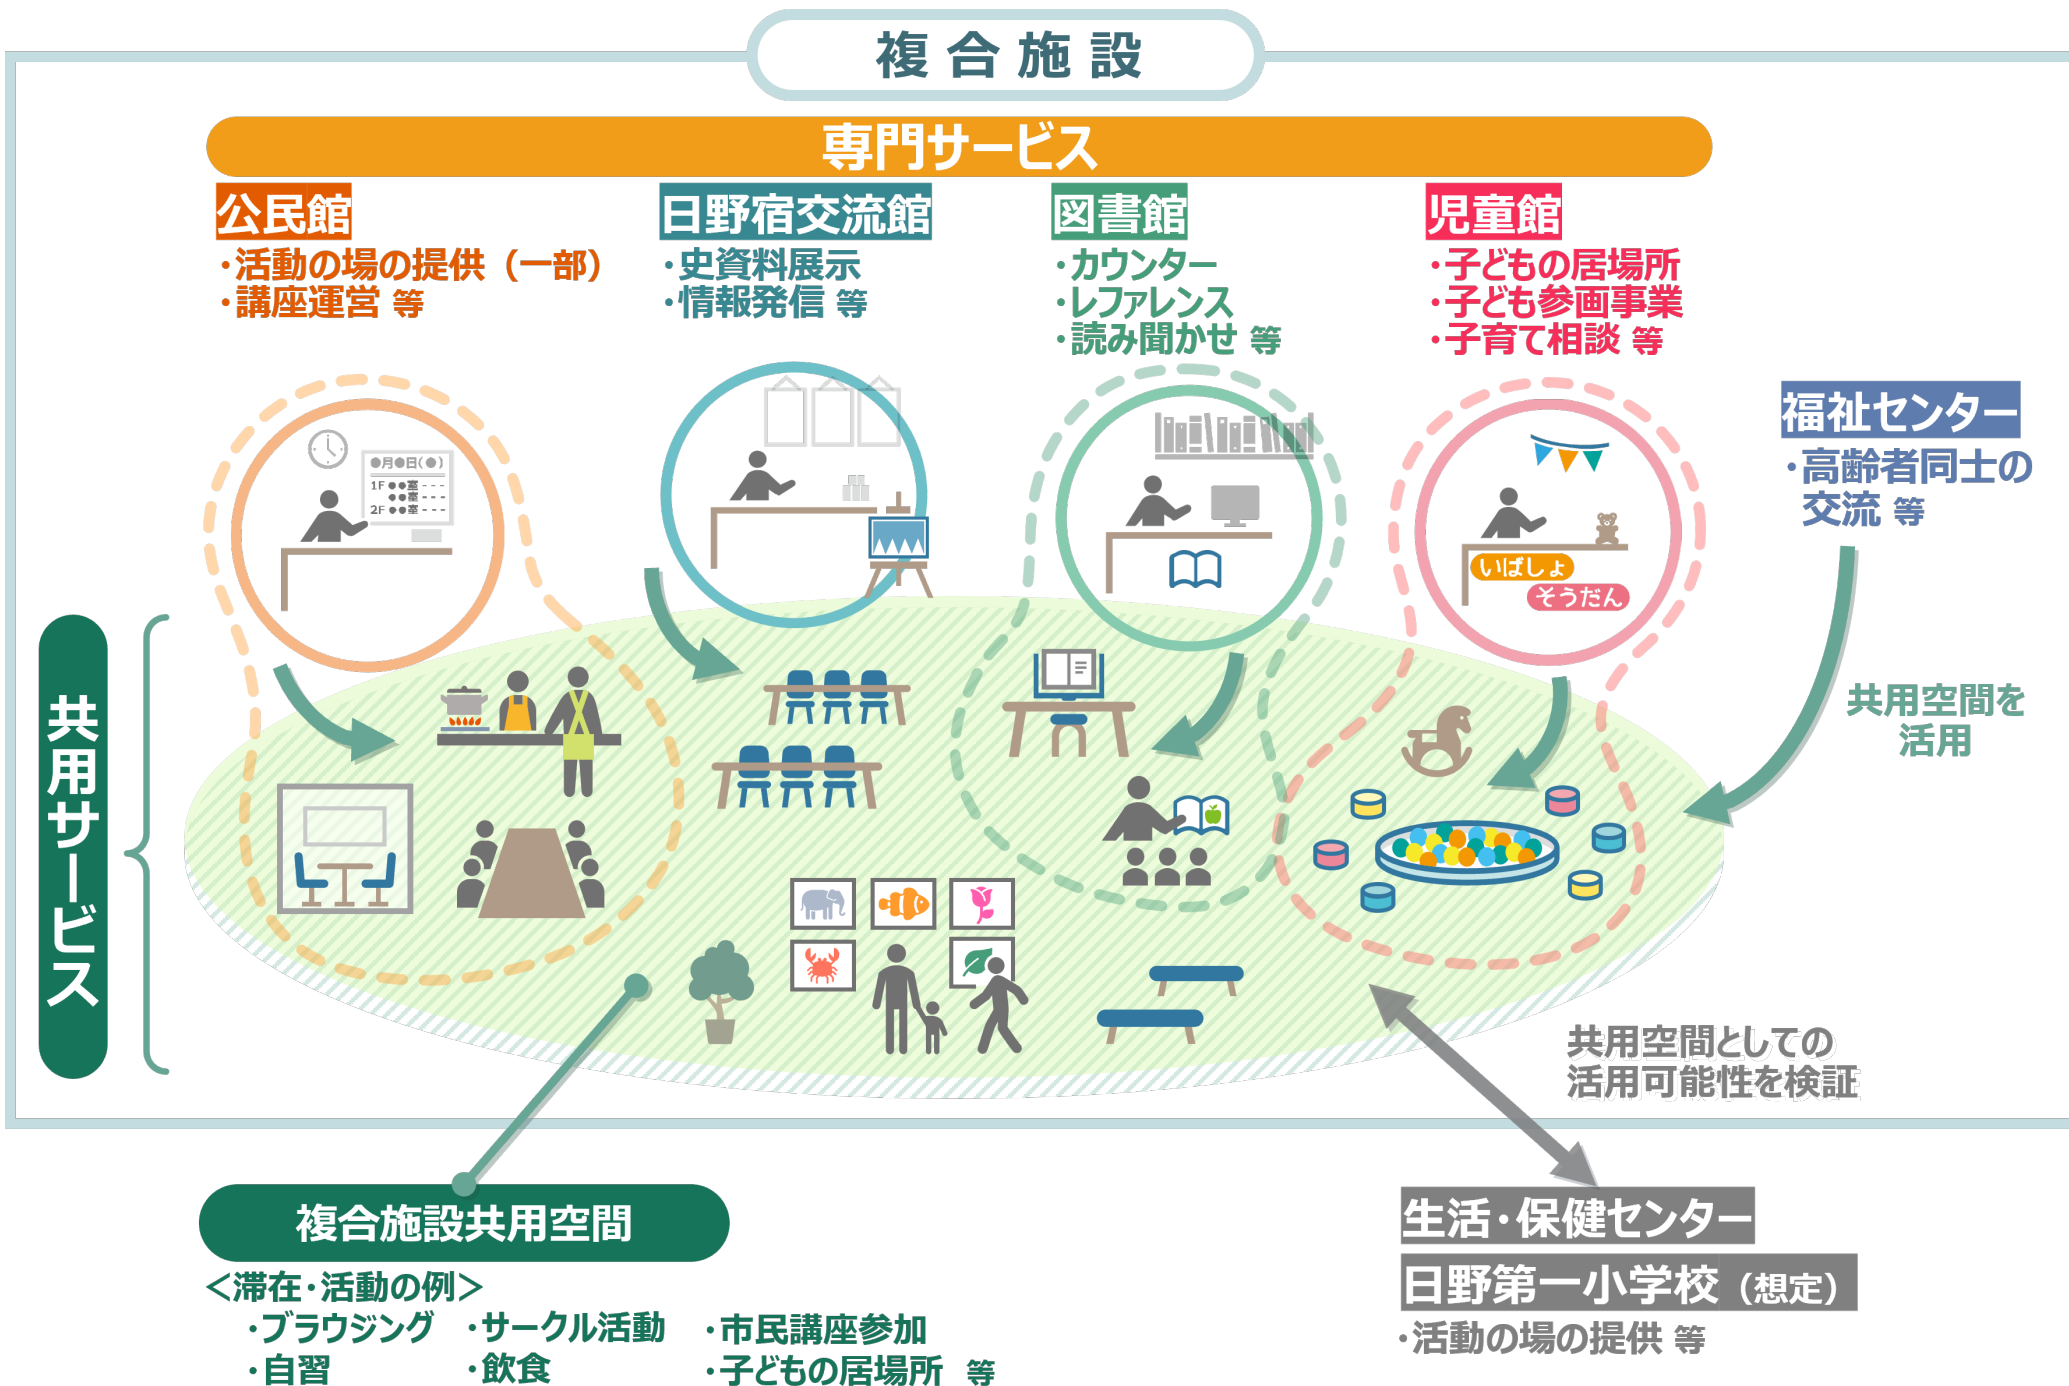 複合施設
専門サービス
公民館
・活動の場の提供（一部）
・講座運営 等
日野宿交流館
・史資料展示
・情報発信 等
図書館
・カウンター
・レファレンス
・読み聞かせ 等
児童館
・子どもの居場所
・子ども参画事業
・子育て相談 等
福祉センター
・高齢者同士の
交流 等
●月●日(●)
1F ●●室 ---
●●室 ---
2F ●●室 ---
いばしょ
そうだん
共用サービス
共用空間を
活用
共用空間としての
活用可能性を検証
複合施設共用空間
＜滞在・活動の例＞
・ブラウジング ・サークル活動 ・市民講座参加
・自習 ・飲食 ・子どもの居場所 等
生活・保健センター
日野第一小学校（想定）
・活動の場の提供 等